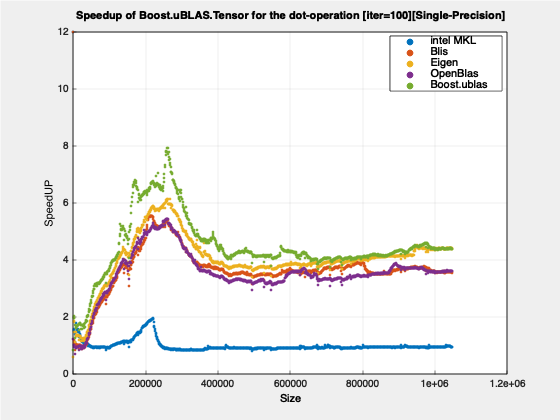 Speedup of Boost.uBLAS.Tensor for the dot-operation [iter=100][Single-Precision]
12
10
8
6
4
2
0
SpeedUP
intel MKL
Blis
Eigen
OpenBlas
Boost.ublas
0
200000
400000
600000
800000
1e+06
1.2e+06
Size